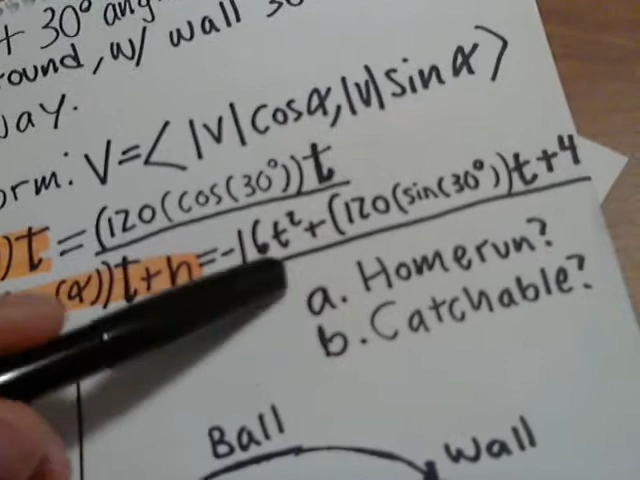 + 30° ang
ound, w/ wall 30
way.
orm: V=<|V|cosα,|V|sinα>
)t = (120(cos(30°))t
(α))t+h=-16t²+(120(sin(30°))t+4
a. Homerun?
b. Catchable?
Ball
Wall